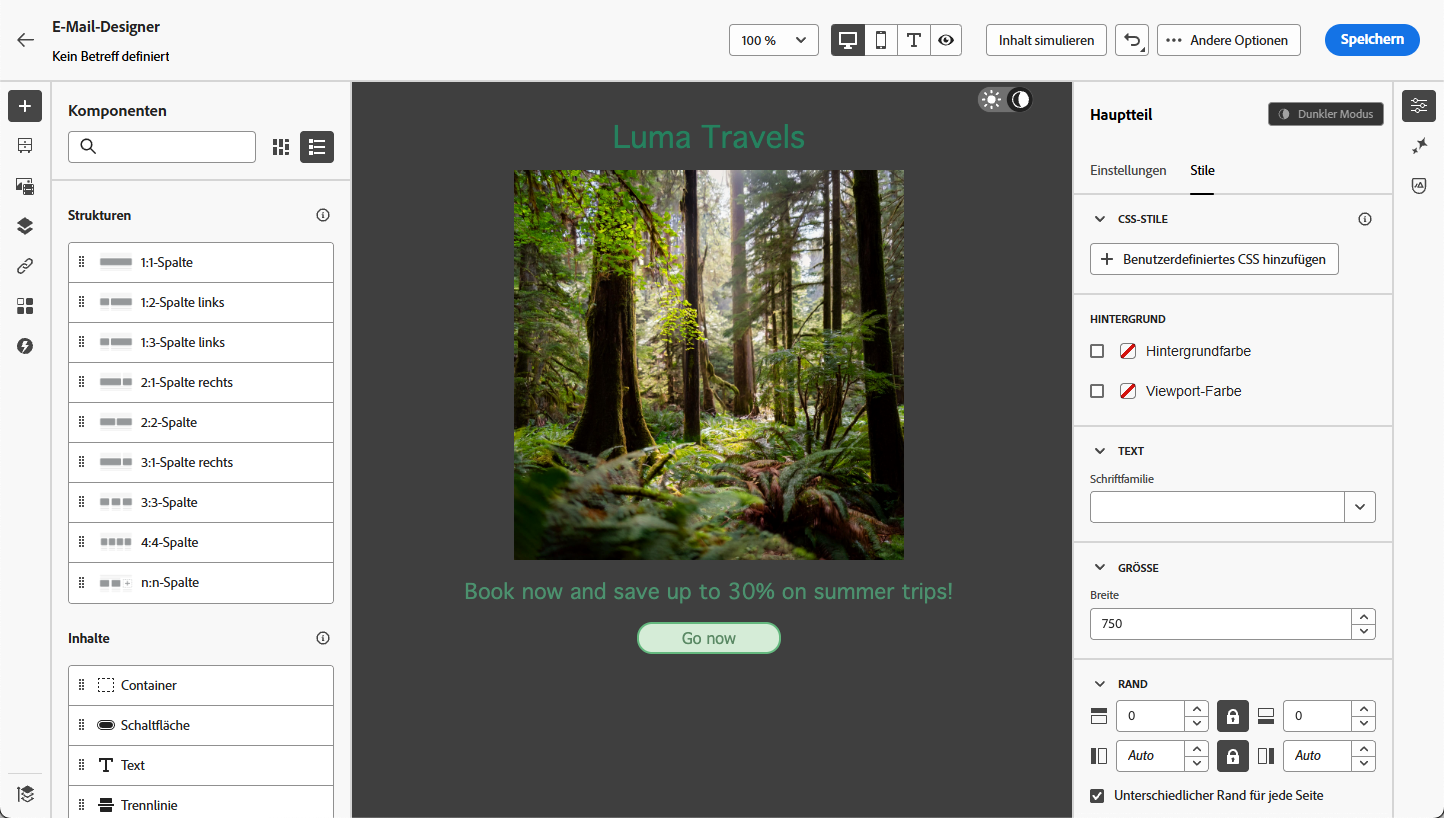 E-Mail-Designer
Kein Betreff definiert
100 %
Inhalt simulieren
Andere Optionen
Speichern
Komponenten
Strukturen
1:1-Spalte
1:2-Spalte links
1:3-Spalte links
2:1-Spalte rechts
2:2-Spalte
3:1-Spalte rechts
3:3-Spalte
4:4-Spalte
n:n-Spalte
Inhalte
Container
Schaltfläche
Text
Trennlinie
Luma Travels
Book now and save up to 30% on summer trips!
Go now
Hauptteil
Dunkler Modus
Einstellungen
Stile
CSS-STILE
Benutzerdefiniertes CSS hinzufügen
HINTERGRUND
Hintergrundfarbe
Viewport-Farbe
TEXT
Schriftfamilie
GRÖSSE
Breite
750
RAND
0
0
Auto
Auto
Unterschiedlicher Rand für jede Seite